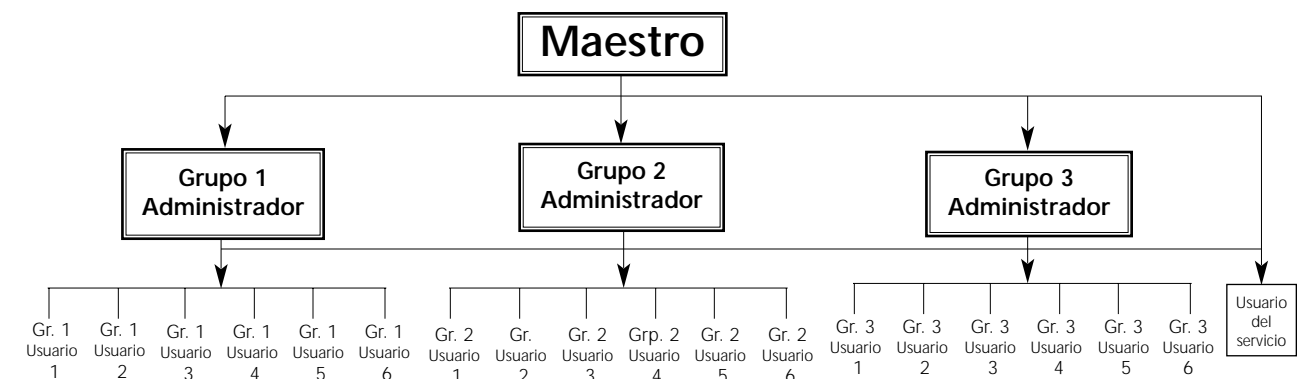 Maestro
Grupo 1
Administrador
Grupo 2
Administrador
Grupo 3
Administrador
Gr. 1
Usuario
1
Gr. 1
Usuario
2
Gr. 1
Usuario
3
Gr. 1
Usuario
4
Gr. 1
Usuario
5
Gr. 1
Usuario
6
Gr. 2
Usuario
1
Gr.
Usuario
2
Gr. 2
Usuario
3
Grp. 2
Usuario
4
Gr. 2
Usuario
5
Gr. 2
Usuario
6
Gr. 3
Usuario
1
Gr. 3
Usuario
2
Gr. 3
Usuario
3
Gr. 3
Usuario
4
Gr. 3
Usuario
5
Gr. 3
Usuario
6
Usuario
del
servicio